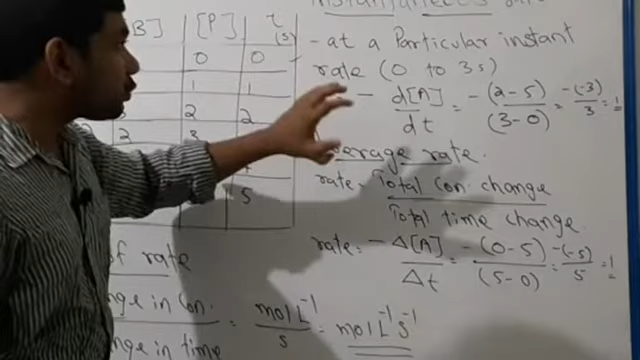 B] [P] t
(s)
0 0
1 1
2 2
2 3
5
of rate
nge in Con. = mol L⁻¹ = mol L⁻¹ S⁻¹
nge in time s
- at a Particular instant
rate (0 to 3s)
- d[A] = -(2-5) = -(-3) = 1
dt (3-0) 3
rage rate.
rate = Total Con. change
Total time change
rate = - Δ[A] = -(0-5) = -(-5) = 1
Δt (5-0) 5